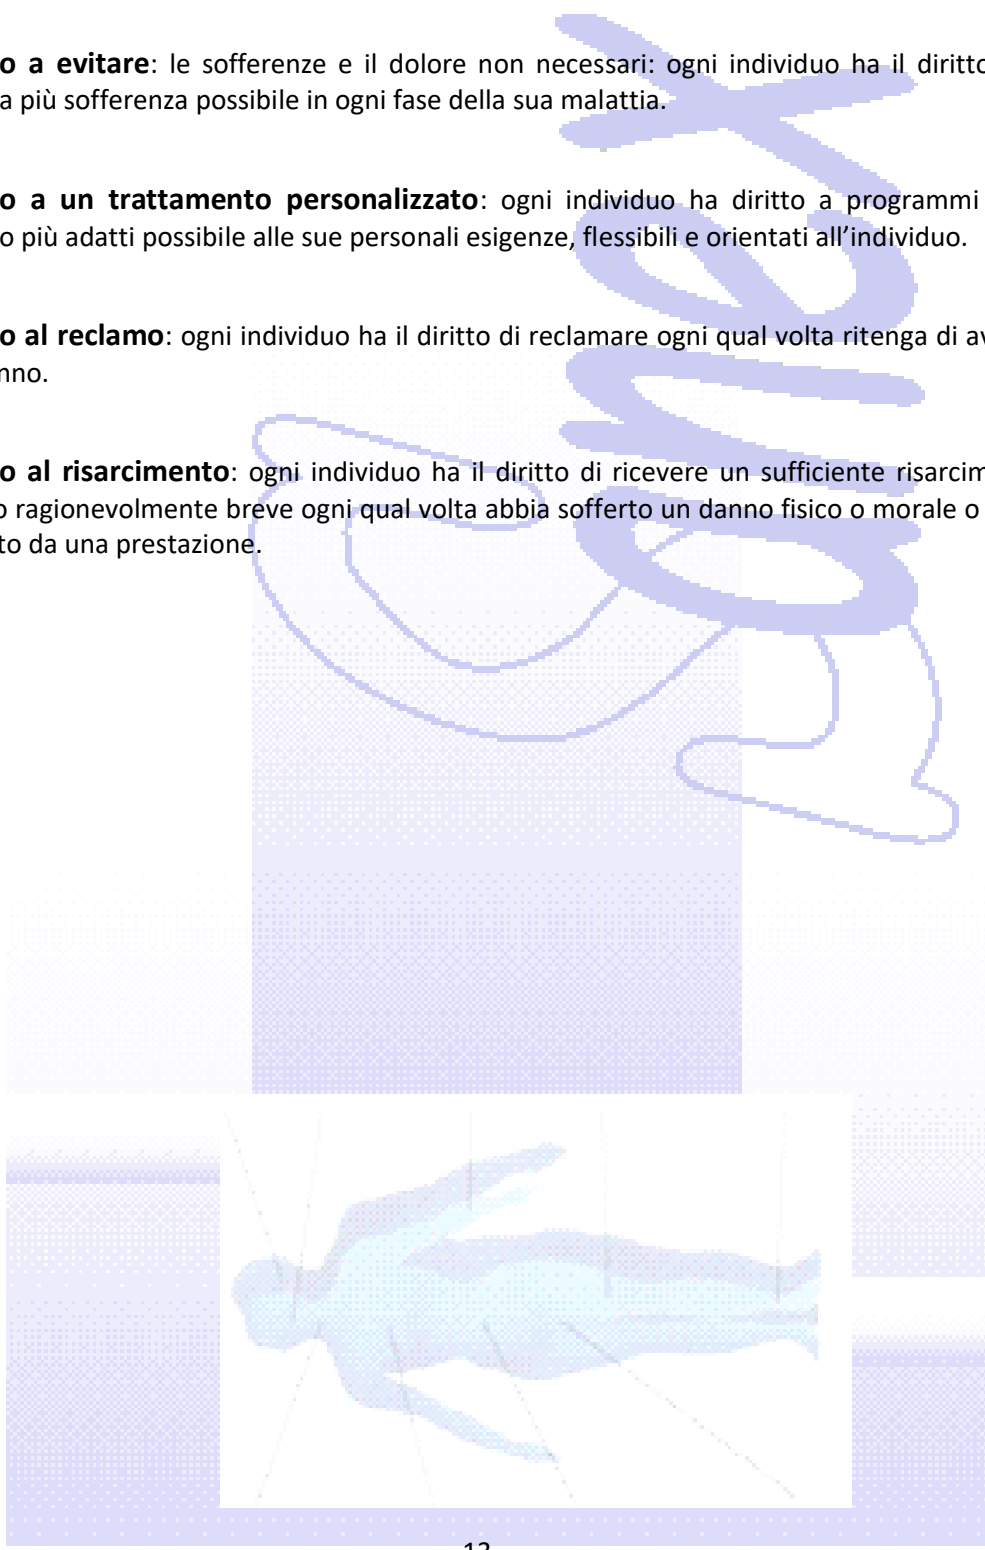 o a evitare: le sofferenze e il dolore non necessari: ogni individuo ha il diritto
a più sofferenza possibile in ogni fase della sua malattia.
o a un trattamento personalizzato: ogni individuo ha diritto a programmi
o più adatti possibile alle sue personali esigenze, flessibili e orientati all’individuo.
o al reclamo: ogni individuo ha il diritto di reclamare ogni qual volta ritenga di av
nno.
o al risarcimento: ogni individuo ha il diritto di ricevere un sufficiente risarcim
o ragionevolmente breve ogni qual volta abbia sofferto un danno fisico o morale o
to da una prestazione.